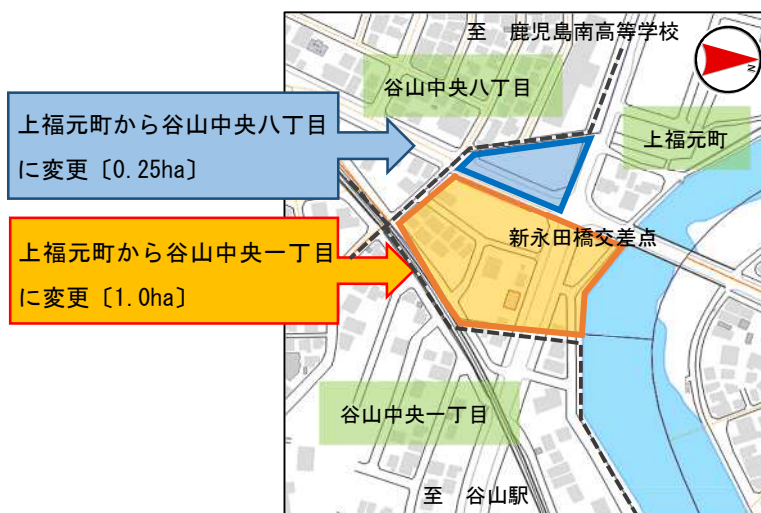 至　鹿児島南高等学校
N
谷山中央八丁目
上福元町
上福元町から谷山中央八丁目
に変更〔0.25ha〕
新永田橋交差点
上福元町から谷山中央一丁目
に変更〔1.0ha〕
谷山中央一丁目
至　谷山駅